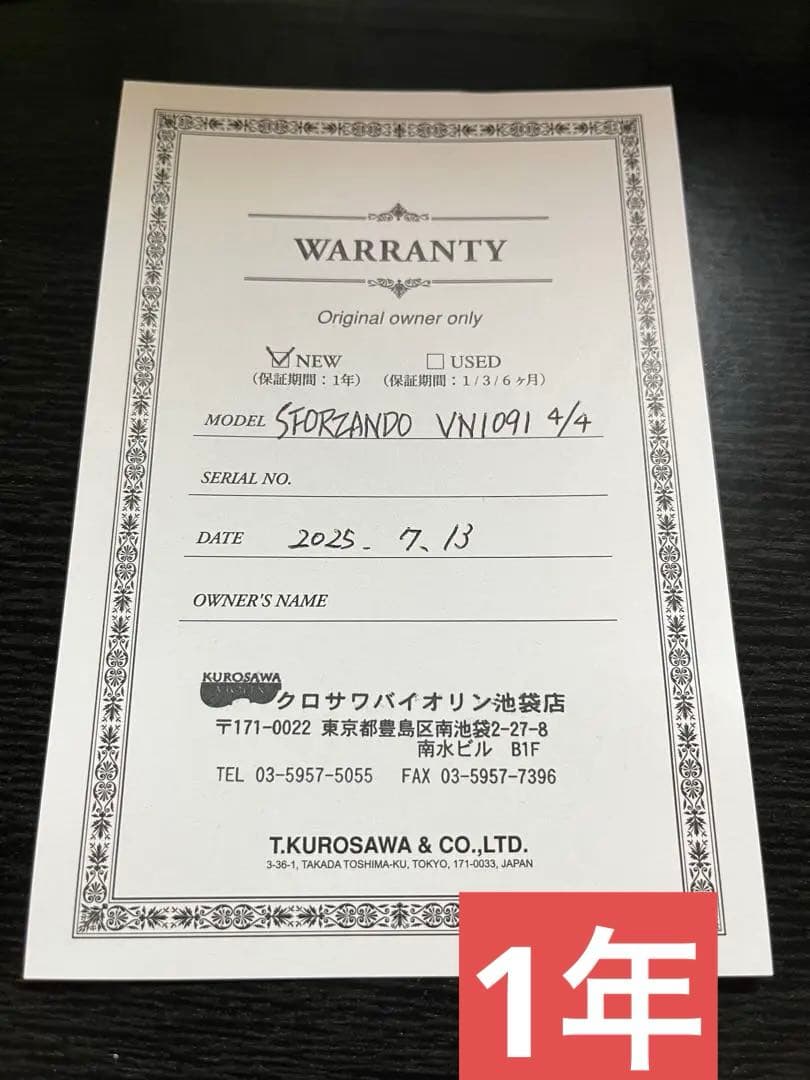 WARRANTY
Original owner only
☑ NEW ☐ USED
(保証期間：1年) (保証期間：1/3/6ヶ月)
MODEL SFORZANDO VN1091 4/4
SERIAL NO.
DATE 2025. 7、13
OWNER'S NAME
KUROSAWA
クロサワバイオリン池袋店
〒171-0022 東京都豊島区南池袋2-27-8
南水ビル B1F
TEL 03-5957-5055 FAX 03-5957-7396
T.KUROSAWA & CO.,LTD.
3-36-1, TAKADA TOSHIMA-KU, TOKYO, 171-0033, JAPAN
1年